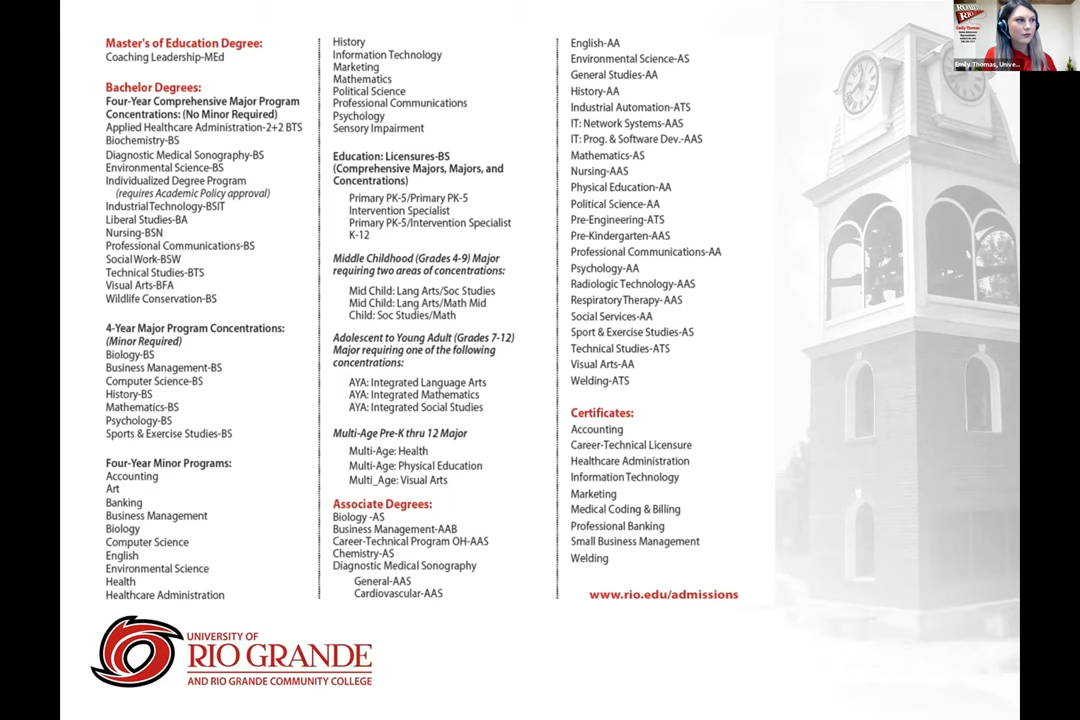 Master's of Education Degree:
Coaching Leadership-MEd
Bachelor Degrees:
Four-Year Comprehensive Major Program
Concentrations: (No Minor Required)
Applied Healthcare Administration-2+2 BTS
Biochemistry-BS
Diagnostic Medical Sonography-BS
Environmental Science-BS
Individualized Degree Program
(requires Academic Policy approval)
IndustrialTechnology-BSIT
Liberal Studies-BA
Nursing-BSN
Professional Communications-BS
Social Work-BSW
Technical Studies-BTS
Visual Arts-BFA
Wildlife Conservation-BS
4-Year Major Program Concentrations:
(Minor Required)
Biology-BS
Business Management-BS
Computer Science-BS
History-BS
Mathematics-BS
Psychology-BS
Sports & Exercise Studies-BS
Four-Year Minor Programs:
Accounting
Art
Banking
Business Management
Biology
Computer Science
English
Environmental Science
Health
Healthcare Administration
History
Information Technology
Marketing
Mathematics
Political Science
Professional Communications
Psychology
Sensory Impairment
Education: Licensures-BS
(Comprehensive Majors, Majors, and
Concentrations)
Primary PK-5/Primary PK-5
Intervention Specialist
Primary PK-5/Intervention Specialist
K-12
Middle Childhood (Grades 4-9) Major
requiring two areas of concentrations:
Mid Child: Lang Arts/Soc Studies
Mid Child: Lang Arts/Math Mid
Child: Soc Studies/Math
Adolescent to Young Adult (Grades 7-12)
Major requiring one of the following
concentrations:
AYA: Integrated Language Arts
AYA: Integrated Mathematics
AYA: Integrated Social Studies
Multi-Age Pre-K thru 12 Major
Multi-Age: Health
Multi-Age: Physical Education
Multi_Age: Visual Arts
Associate Degrees:
Biology -AS
Business Management-AAB
Career-Technical Program OH-AAS
Chemistry-AS
Diagnostic Medical Sonography
General-AAS
Cardiovascular-AAS
English-AA
Environmental Science-AS
General Studies-AA
History-AA
Industrial Automation-ATS
IT: Network Systems-AAS
IT: Prog. & Software Dev.-AAS
Mathematics-AS
Nursing-AAS
Physical Education-AA
Political Science-AA
Pre-Engineering-ATS
Pre-Kindergarten-AAS
Professional Communications-AA
Psychology-AA
Radiologic Technology-AAS
RespiratoryTherapy-AAS
Social Services-AA
Sport & Exercise Studies-AS
Technical Studies-ATS
Visual Arts-AA
Welding-ATS
Certificates:
Accounting
Career-Technical Licensure
Healthcare Administration
Information Technology
Marketing
Medical Coding & Billing
Professional Banking
Small Business Management
Welding
www.rio.edu/admissions
UNIVERSITY OF
RIO GRANDE
AND RIO GRANDE COMMUNITY COLLEGE
RIO
Emily Thomas
Emily Thomas, Unive...